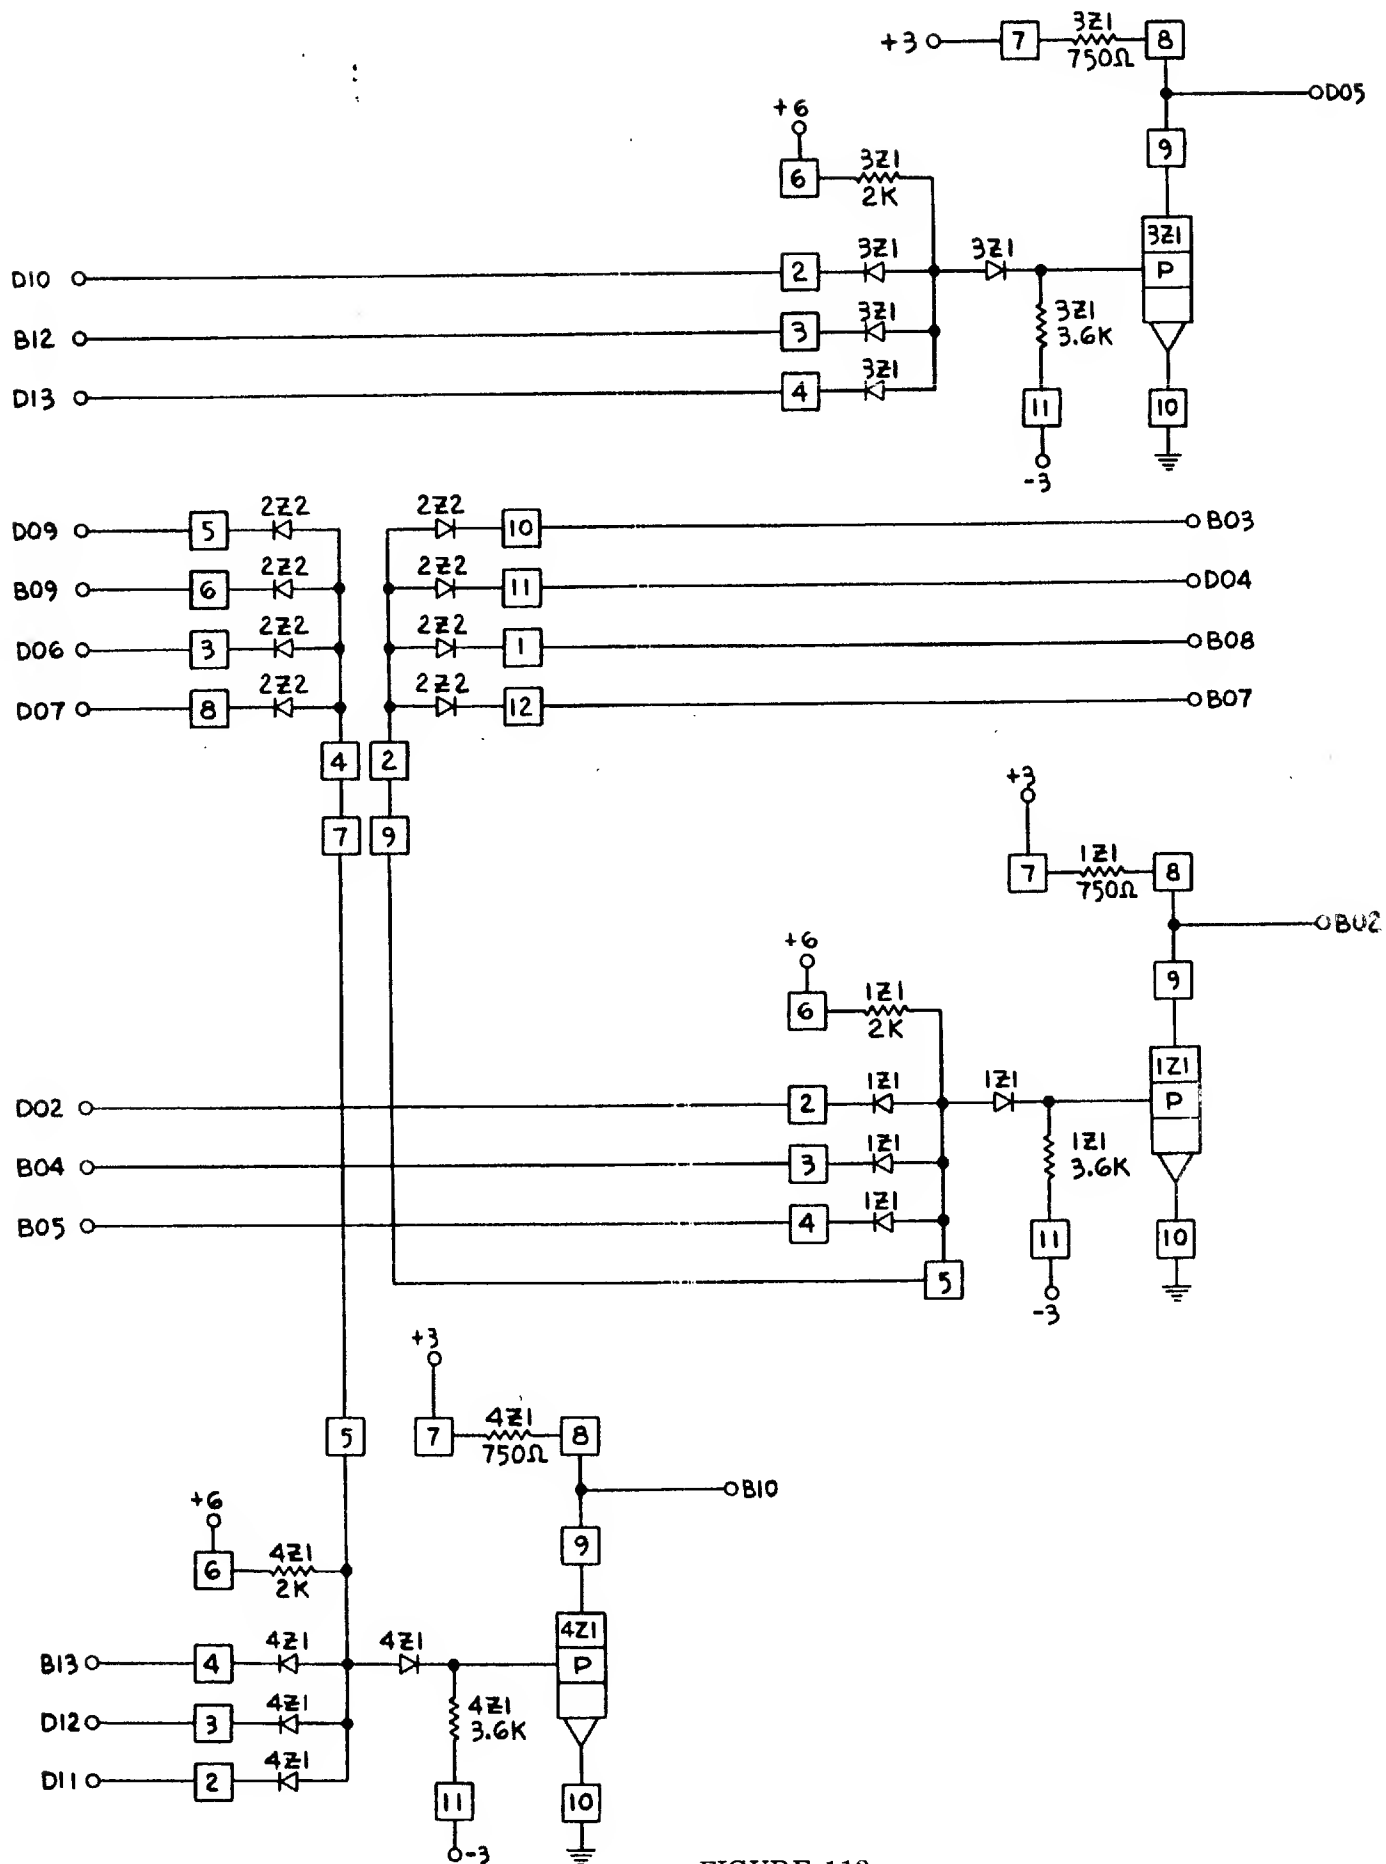 +3 7 3Z1 8
750Ω
D05
+6
9
6 3Z1
2K
3Z1
D10 2 3Z1 3Z1 P
B12 3 3Z1 3Z1
3.6K
D13 4 3Z1 11 10
-3
D09 5 2Z2 2Z2 10 B03
B09 6 2Z2 2Z2 11 D04
D06 3 2Z2 2Z2 1 B08
D07 8 2Z2 2Z2 12 B07
4 2
7 9
+3
7 1Z1 8
750Ω
B02
+6
9
6 1Z1
2K
1Z1
D02 2 1Z1 1Z1 P
B04 3 1Z1 1Z1
3.6K
B05 4 1Z1 11 10
5
-3
+3
5 7 4Z1 8
750Ω
B10
+6
9
6 4Z1
2K
4Z1
B13 4 4Z1 4Z1 P
D12 3 4Z1 4Z1
3.6K
D11 2 4Z1 11 10
-3